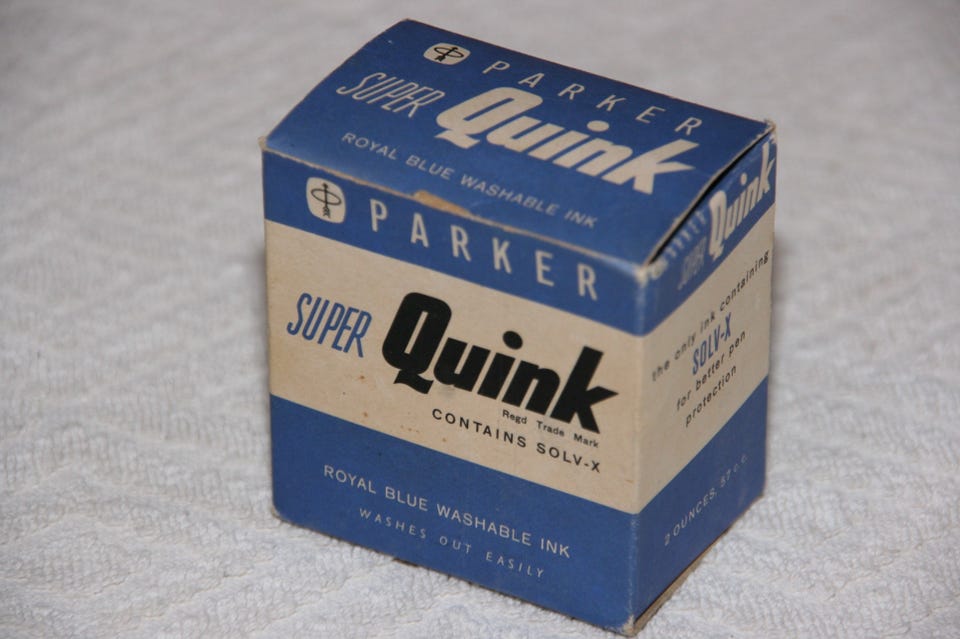 PARKER
SUPER Quink
ROYAL BLUE WASHABLE INK
PARKER
SUPER Quink
Regd Trade Mark
CONTAINS SOLV-X
ROYAL BLUE WASHABLE INK
WASHES OUT EASILY
SUPER Quink
the only ink containing
SOLV-X
for better pen
protection
2 OUNCES, 57 c.c.